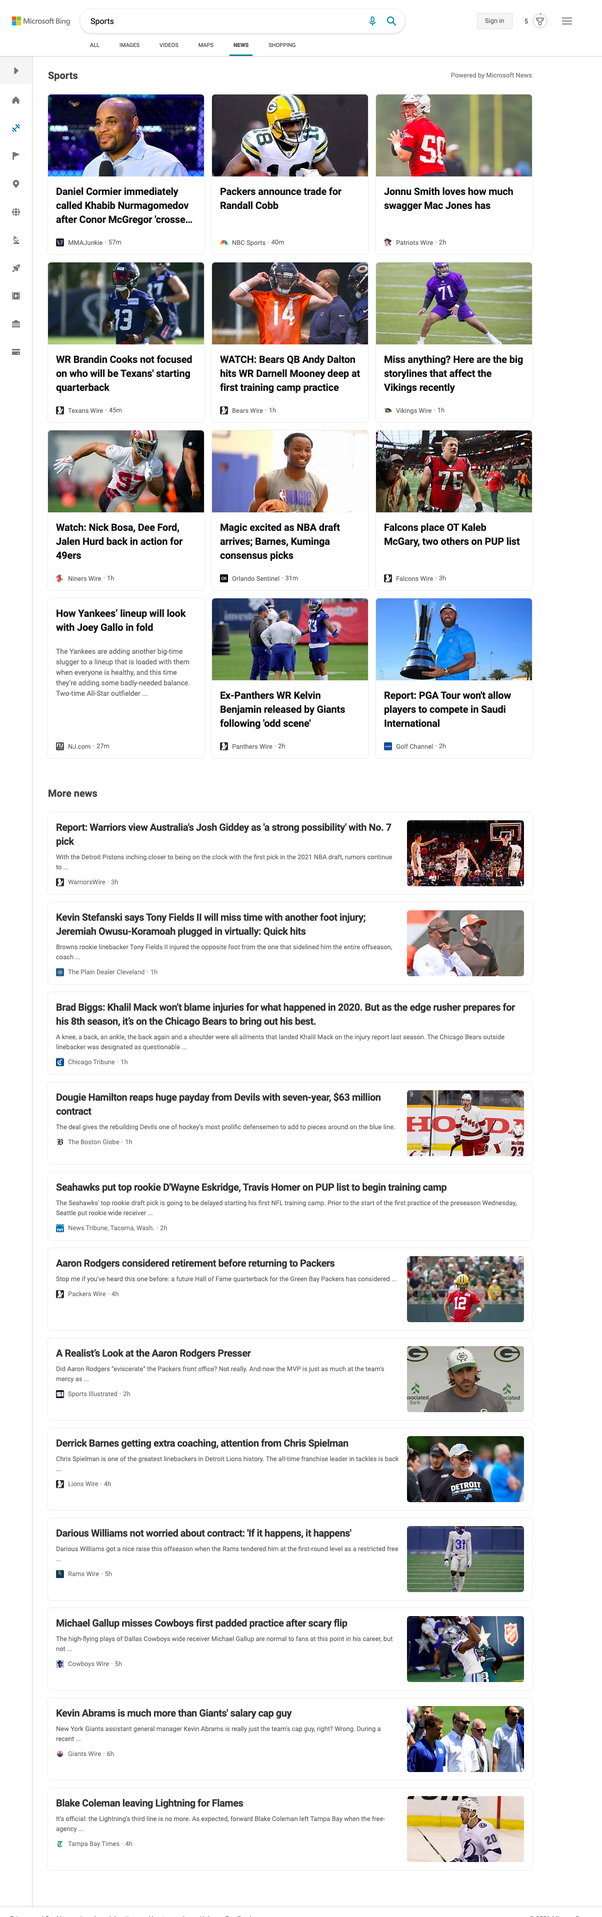 Microsoft Bing
Sports
Sign in
5
ALL
IMAGES
VIDEOS
MAPS
NEWS
SHOPPING
Sports
Powered by Microsoft News
Daniel Cormier immediately
called Khabib Nurmagomedov
after Conor McGregor 'crosse...
MMAJunkie · 57m
18
Packers announce trade for
Randall Cobb
NBC Sports · 40m
50
Jonnu Smith loves how much
swagger Mac Jones has
Patriots Wire · 2h
13
17
WR Brandin Cooks not focused
on who will be Texans' starting
quarterback
Texans Wire · 45m
14
WATCH: Bears QB Andy Dalton
hits WR Darnell Mooney deep at
first training camp practice
Bears Wire · 1h
71
Miss anything? Here are the big
storylines that affect the
Vikings recently
Vikings Wire · 1h
97
Watch: Nick Bosa, Dee Ford,
Jalen Hurd back in action for
49ers
Niners Wire · 1h
Magic excited as NBA draft
arrives; Barnes, Kuminga
consensus picks
Orlando Sentinel · 31m
76
Falcons place OT Kaleb
McGary, two others on PUP list
Falcons Wire · 3h
How Yankees' lineup will look
with Joey Gallo in fold
The Yankees are adding another big-time
slugger to a lineup that is loaded with them
when everyone is healthy, and this time
they're adding some badly-needed balance.
Two-time All-Star outfielder ...
NJ.com · 27m
Ex-Panthers WR Kelvin
Benjamin released by Giants
following 'odd scene'
Panthers Wire · 2h
Report: PGA Tour won't allow
players to compete in Saudi
International
Golf Channel · 2h
More news
Report: Warriors view Australia's Josh Giddey as 'a strong possibility' with No. 7
pick
With the Detroit Pistons inching closer to being on the clock with the first pick in the 2021 NBA draft, rumors continue
to ...
WarriorsWire · 3h
Kevin Stefanski says Tony Fields II will miss time with another foot injury;
Jeremiah Owusu-Koramoah plugged in virtually: Quick hits
Browns rookie linebacker Tony Fields II injured the opposite foot from the one that sidelined him the entire offseason,
coach ...
The Plain Dealer Cleveland · 1h
Brad Biggs: Khalil Mack won't blame injuries for what happened in 2020. But as the edge rusher prepares for
his 8th season, it's on the Chicago Bears to bring out his best.
A knee, a back, an ankle, the back again and a shoulder were all ailments that landed Khalil Mack on the injury report last season. The Chicago Bears outside
linebacker was designated as questionable ...
Chicago Tribune · 1h
Dougie Hamilton reaps huge payday from Devils with seven-year, $63 million
contract
The deal gives the rebuilding Devils one of hockey's most prolific defensemen to add to pieces around on the blue line.
The Boston Globe · 1h
Seahawks put top rookie D'Wayne Eskridge, Travis Homer on PUP list to begin training camp
The Seahawks' top rookie draft pick is going to be delayed starting his first NFL training camp. Prior to the start of the first practice of the preseason Wednesday,
Seattle put rookie wide receiver ...
News Tribune, Tacoma, Wash. · 2h
Aaron Rodgers considered retirement before returning to Packers
Stop me if you've heard this one before: a future Hall of Fame quarterback for the Green Bay Packers has considered ...
Packers Wire · 4h
12
A Realist's Look at the Aaron Rodgers Presser
Did Aaron Rodgers "eviscerate" the Packers front office? Not really. And now the MVP is just as much at the team's
mercy as ...
Sports Illustrated · 2h
Derrick Barnes getting extra coaching, attention from Chris Spielman
Chris Spielman is one of the greatest linebackers in Detroit Lions history. The all-time franchise leader in tackles is back
...
Lions Wire · 4h
DETROIT
Darious Williams not worried about contract: 'If it happens, it happens'
Darious Williams got a nice raise this offseason when the Rams tendered him at the first-round level as a restricted free
...
Rams Wire · 5h
31
Michael Gallup misses Cowboys first padded practice after scary flip
The high-flying plays of Dallas Cowboys wide receiver Michael Gallup are normal to fans at this point in his career, but
not ...
Cowboys Wire · 5h
Kevin Abrams is much more than Giants' salary cap guy
New York Giants assistant general manager Kevin Abrams is really just the team's cap guy, right? Wrong. During a
recent ...
Giants Wire · 6h
Blake Coleman leaving Lightning for Flames
It's official: the Lightning's third line is no more. As expected, forward Blake Coleman left Tampa Bay when the free-
agency ...
Tampa Bay Times · 4h
20